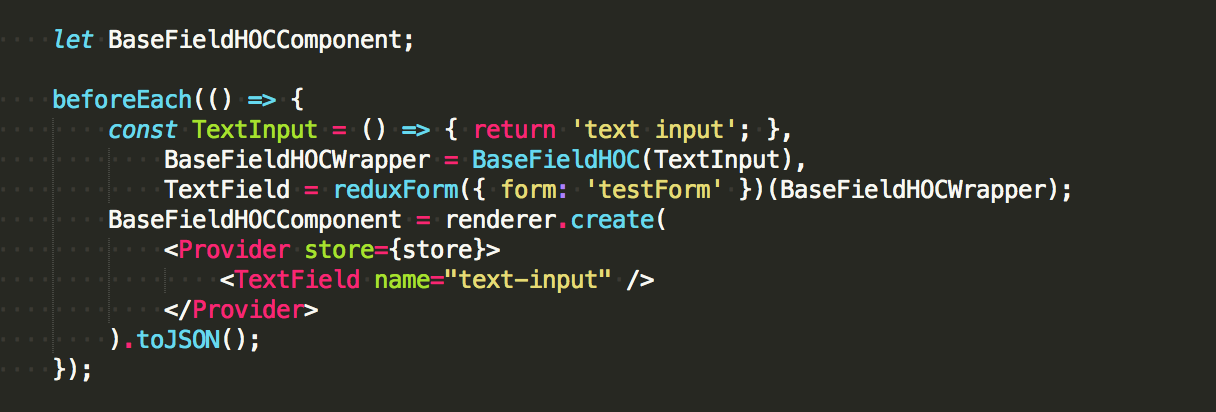 let BaseFieldHOCComponent;

beforeEach(() => {
    const TextInput = () => { return 'text input'; },
        BaseFieldHOCWrapper = BaseFieldHOC(TextInput),
        TextField = reduxForm({ form: 'testForm' })(BaseFieldHOCWrapper);
    BaseFieldHOCComponent = renderer.create(
        <Provider store={store}>
            <TextField name="text-input" />
        </Provider>
    ).toJSON();
});